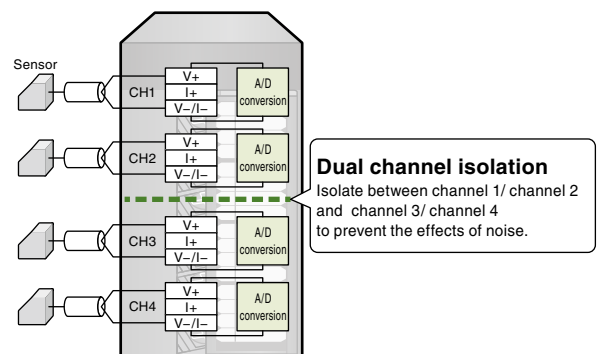 Sensor
CH1
V+
I+
V−/I−
A/D
conversion
CH2
V+
I+
V−/I−
A/D
conversion
Dual channel isolation
Isolate between channel 1/ channel 2
and channel 3/ channel 4
to prevent the effects of noise.
CH3
V+
I+
V−/I−
A/D
conversion
CH4
V+
I+
V−/I−
A/D
conversion